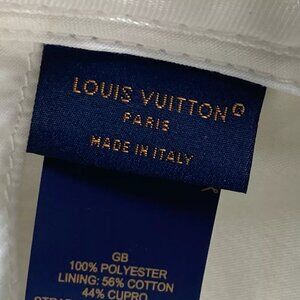 LOUIS VUITTON®
PARIS
MADE IN ITALY
GB
100% POLYESTER
LINING: 56% COTTON
44% CUPRO